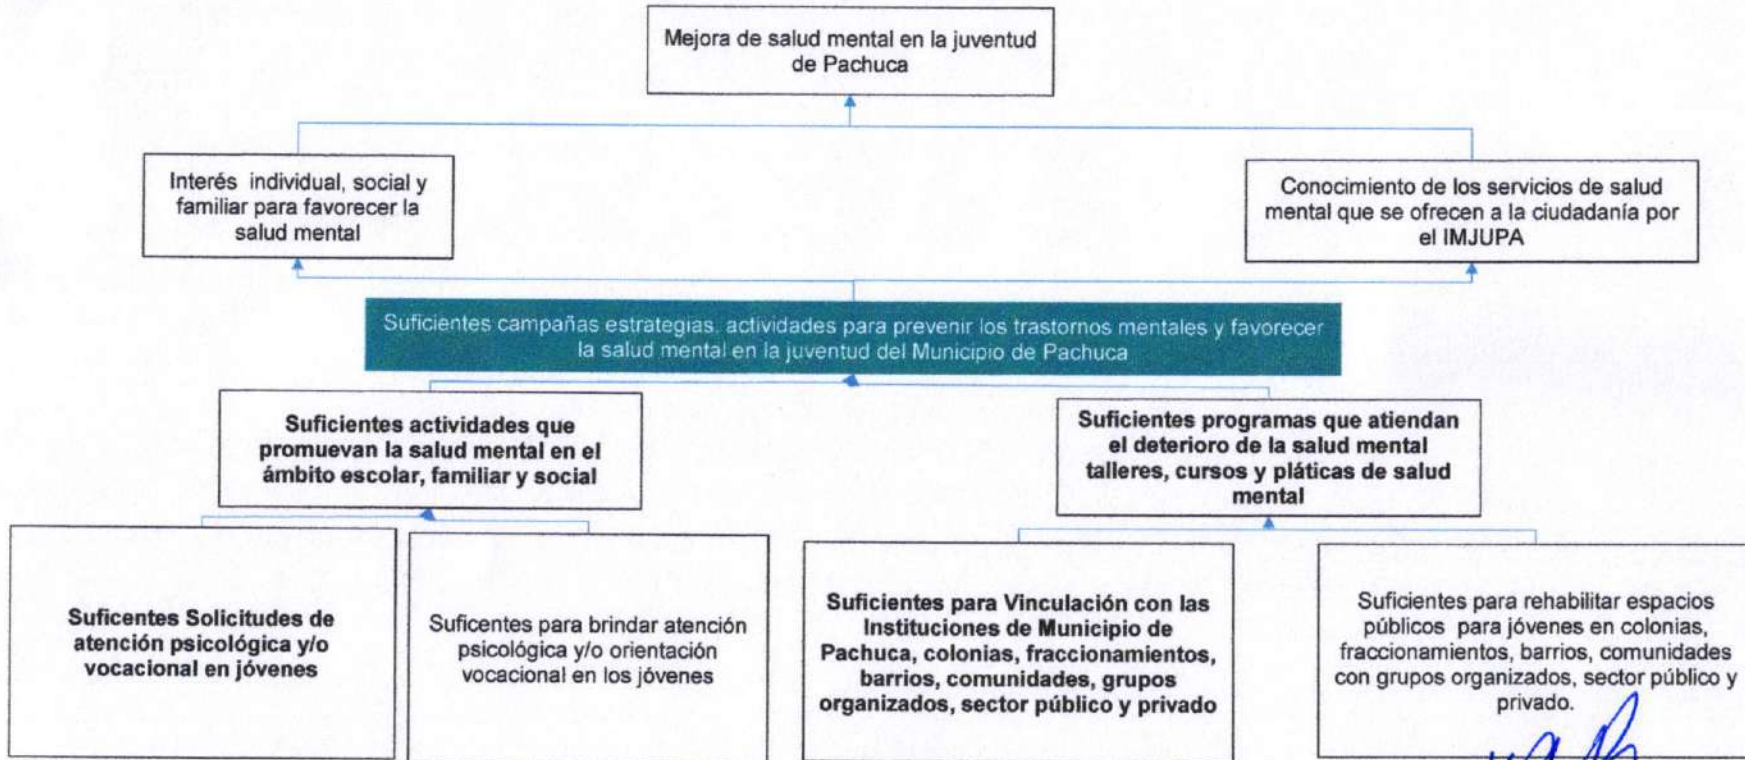 Mejora de salud mental en la juventud
de Pachuca
Interés individual, social y
familiar para favorecer la
salud mental
Conocimiento de los servicios de salud
mental que se ofrecen a la ciudadanía por
el IMJUPA
Suficientes campañas estrategias, actividades para prevenir los trastornos mentales y favorecer
la salud mental en la juventud del Municipio de Pachuca
Suficientes actividades que
promuevan la salud mental en el
ámbito escolar, familiar y social
Suficientes programas que atiendan
el deterioro de la salud mental
talleres, cursos y pláticas de salud
mental
Suficentes Solicitudes de
atención psicológica y/o
vocacional en jóvenes
Suficentes para brindar atención
psicológica y/o orientación
vocacional en los jóvenes
Suficientes para Vinculación con las
Instituciones de Municipio de
Pachuca, colonias, fraccionamientos,
barrios, comunidades, grupos
organizados, sector público y privado
Suficientes para rehabilitar espacios
públicos para jóvenes en colonias,
fraccionamientos, barrios, comunidades
con grupos organizados, sector público y
privado.